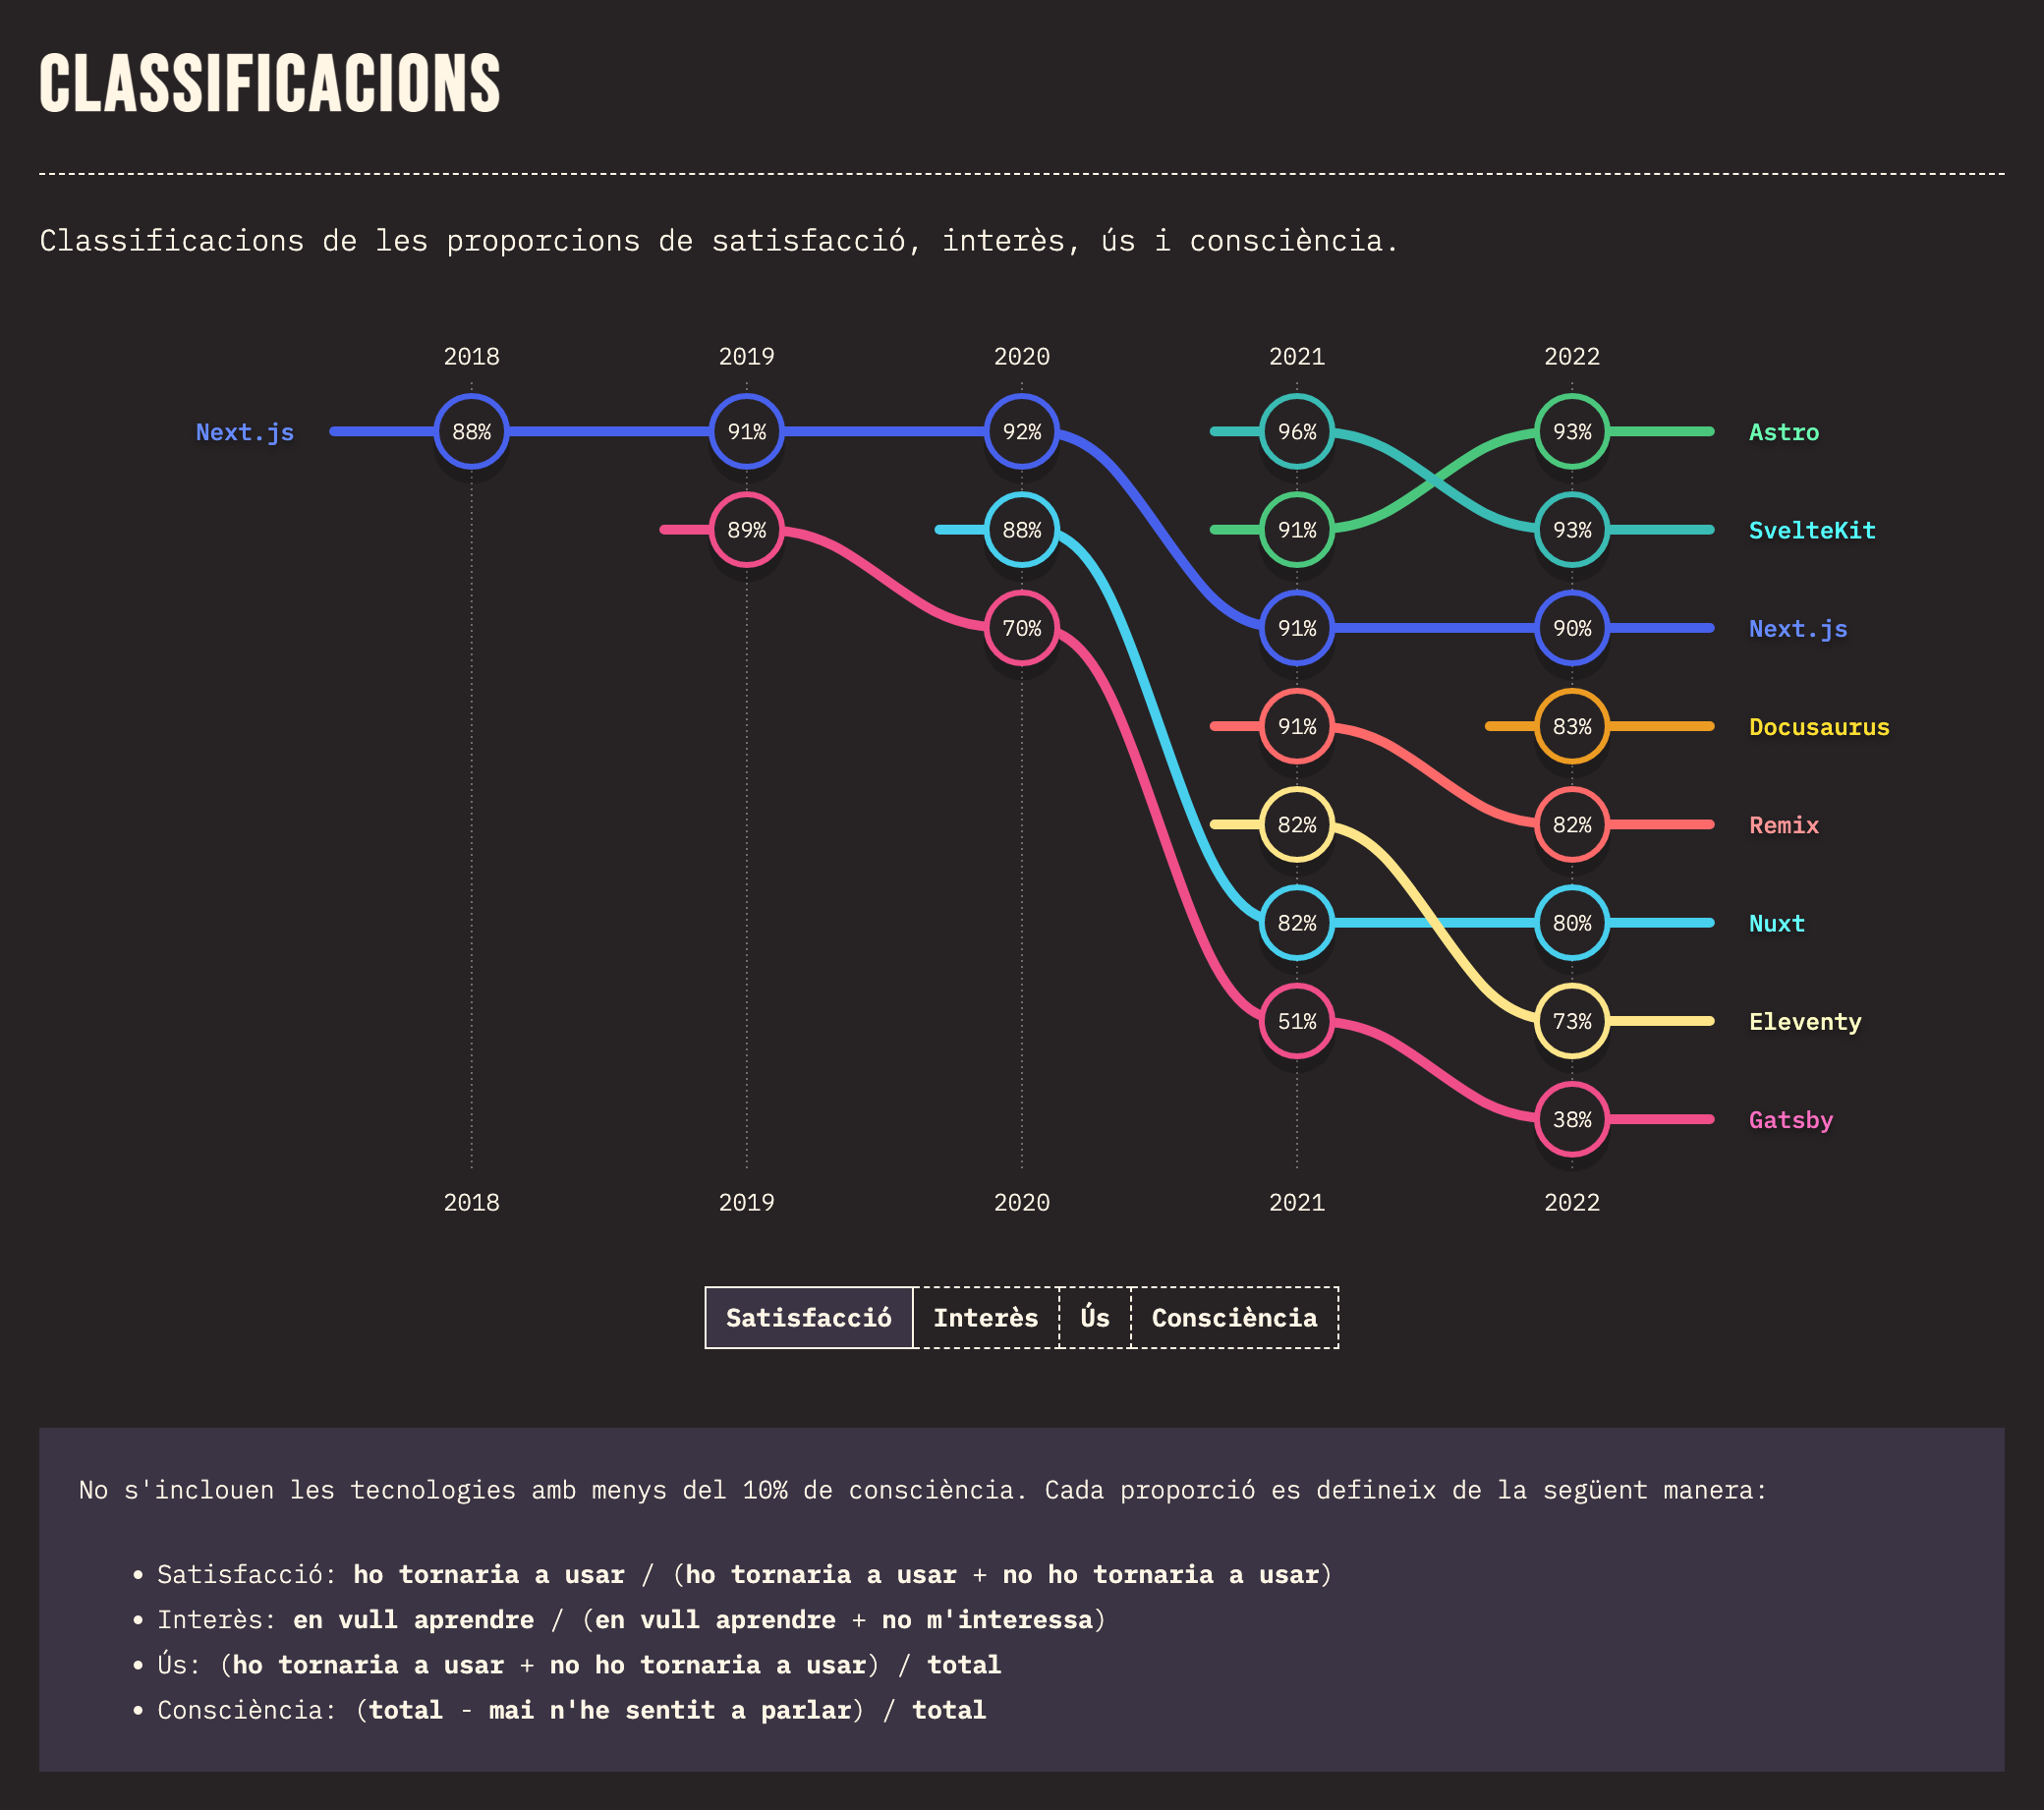 CLASSIFICACIONS
Classificacions de les proporcions de satisfacció, interès, ús i consciència.
2018 2019 2020 2021 2022
Next.js 88% 91% 92% 96% 93% Astro
89% 88% 91% 93% SvelteKit
70% 91% 90% Next.js
91% 83% Docusaurus
82% 82% Remix
82% 80% Nuxt
51% 73% Eleventy
38% Gatsby
2018 2019 2020 2021 2022
Satisfacció Interès Ús Consciència
No s'inclouen les tecnologies amb menys del 10% de consciència. Cada proporció es defineix de la següent manera:
• Satisfacció: ho tornaria a usar / (ho tornaria a usar + no ho tornaria a usar)
• Interès: en vull aprendre / (en vull aprendre + no m'interessa)
• Ús: (ho tornaria a usar + no ho tornaria a usar) / total
• Consciència: (total - mai n'he sentit a parlar) / total